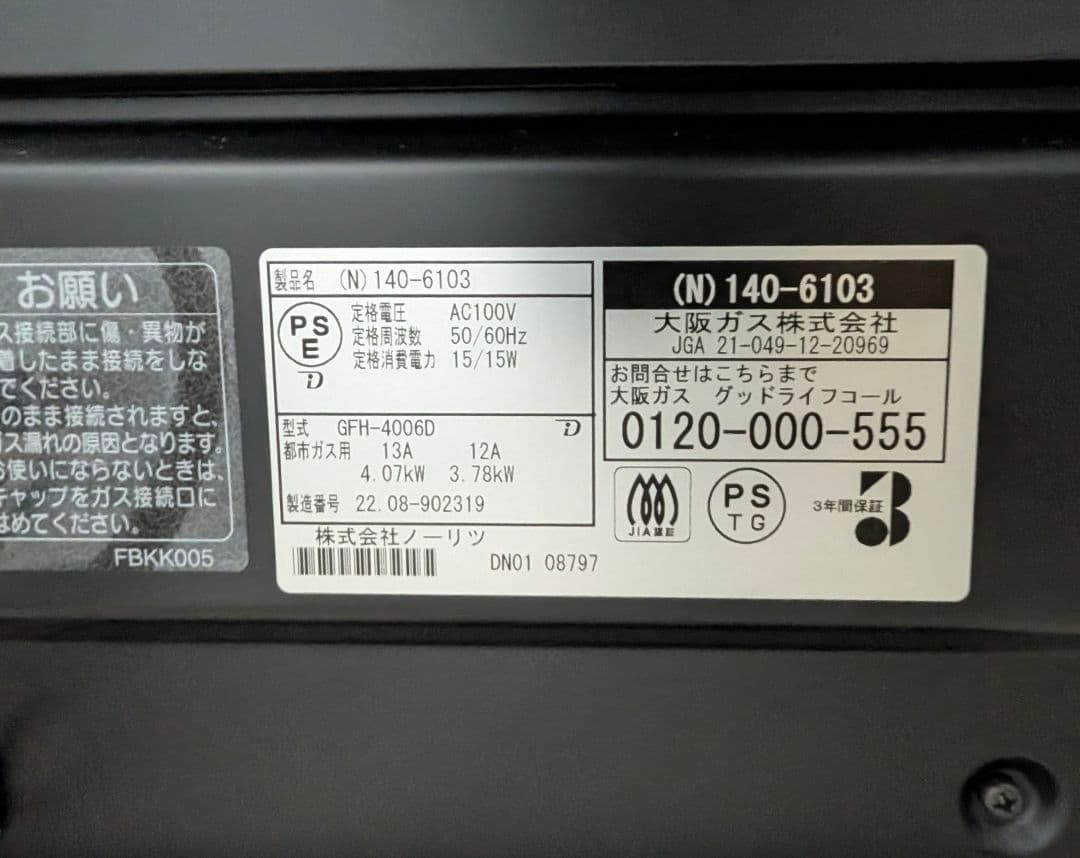 お願い
ス接続部に傷・異物が
着したまま接続をしな
でください。
のまま接続されますと、
ガス漏れの原因となります。
お使いにならないときは、
キャップをガス接続口に
はめてください。
FBKK005
製品名 (N)140-6103
PS
E
定格電圧 AC100V
定格周波数 50/60Hz
定格消費電力 15/15W
型式 GFH-4006D
都市ガス用 13A 12A
4.07kW 3.78kW
製造番号 22.08-902319
株式会社ノーリツ
DN01 08797
(N)140-6103
大阪ガス株式会社
JGA 21-049-12-20969
お問合せはこちらまで
大阪ガス グッドライフコール
0120-000-555
JIA認証
PS
TG
3年間保証
3